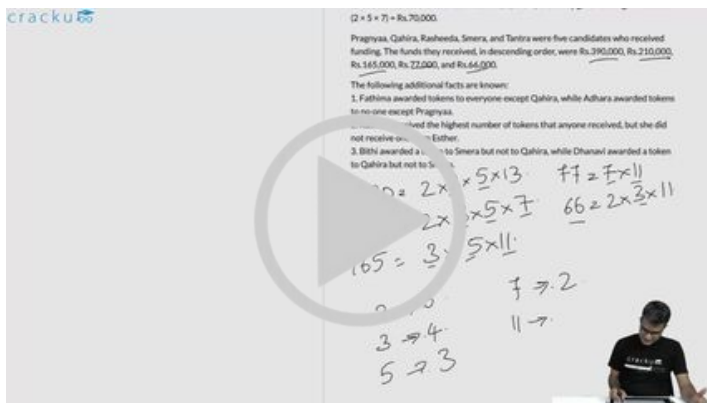 cracku
(2 × 5 × 7) = Rs.70,000.
Pragnyaa, Qahira, Rasheeda, Smera, and Tantra were five candidates who received
funding. The funds they received, in descending order, were Rs.390,000, Rs.210,000,
Rs.165,000, Rs.77,000, and Rs.66,000.
The following additional facts are known:
1. Fathima awarded tokens to everyone except Qahira, while Adhara awarded tokens
to no one except Pragnyaa.
received the highest number of tokens that anyone received, but she did
not receive Esther.
3. Bithi awarded a to Smera but not to Qahira, while Dhanavi awarded a token
to Qahira but not to
2 × × 5 × 13 77 = 7 × 11
2 × × 5 × 7 66 = 2 × 3 × 11
165 = 3 × 5 × 11
7 → 2
3 → 4 11 →
5 → 3
cracku